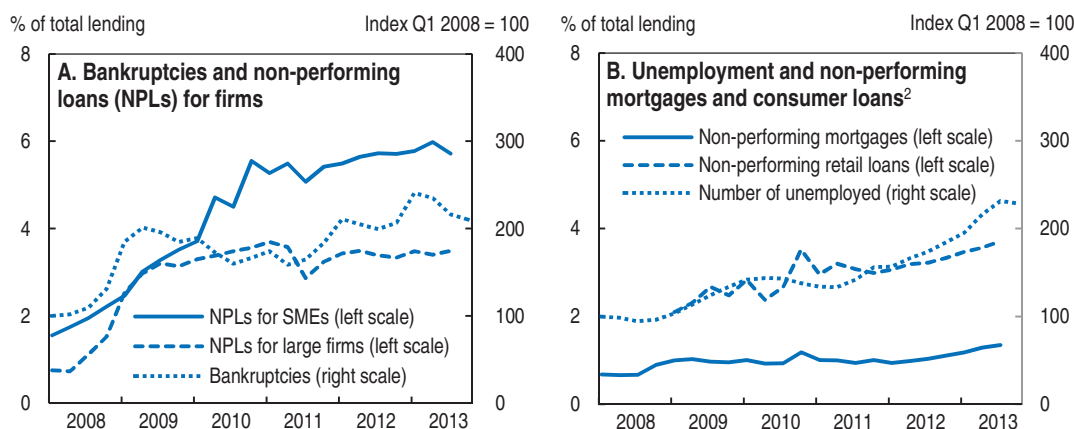 % of total lending
Index Q1 2008 = 100
A. Bankruptcies and non-performing
loans (NPLs) for firms
8
6
4
2
0
400
300
200
100
0
NPLs for SMEs (left scale)
NPLs for large firms (left scale)
Bankruptcies (right scale)
2008 2009 2010 2011 2012 2013
% of total lending
Index Q1 2008 = 100
B. Unemployment and non-performing
mortgages and consumer loans²
8
6
4
2
0
400
300
200
100
0
Non-performing mortgages (left scale)
Non-performing retail loans (left scale)
Number of unemployed (right scale)
2008 2009 2010 2011 2012 2013